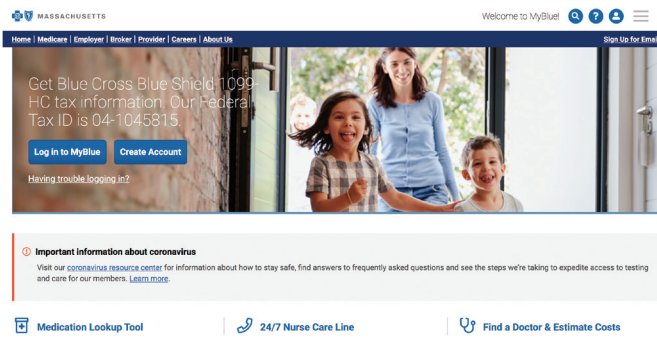 MASSACHUSETTS
Welcome to MyBlue!
Home | Medicare | Employer | Broker | Provider | Careers | About Us
Sign Up for Email
Get Blue Cross Blue Shield 1099-
HC tax information. Our Federal
Tax ID is 04-1045815.
Log in to MyBlue
Create Account
Having trouble logging in?
Important information about coronavirus
Visit our coronavirus resource center for information about how to stay safe, find answers to frequently asked questions and see the steps we're taking to expedite access to testing
and care for our members. Learn more.
Medication Lookup Tool
24/7 Nurse Care Line
Find a Doctor & Estimate Costs